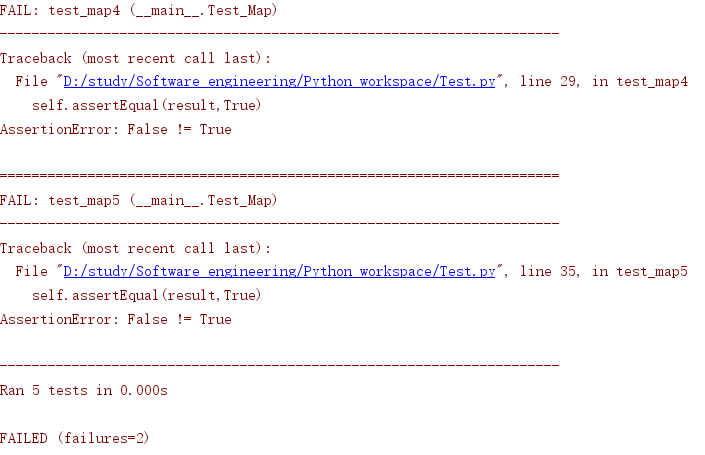 FAIL: test_map4 (__main__.Test_Map)
----------------------------------------------------------------------
Traceback (most recent call last):
  File "D:/study/Software engineering/Python workspace/Test.py", line 29, in test_map4
    self.assertEqual(result,True)
AssertionError: False != True
======================================================================
FAIL: test_map5 (__main__.Test_Map)
----------------------------------------------------------------------
Traceback (most recent call last):
  File "D:/study/Software engineering/Python workspace/Test.py", line 35, in test_map5
    self.assertEqual(result,True)
AssertionError: False != True
----------------------------------------------------------------------
Ran 5 tests in 0.000s
FAILED (failures=2)